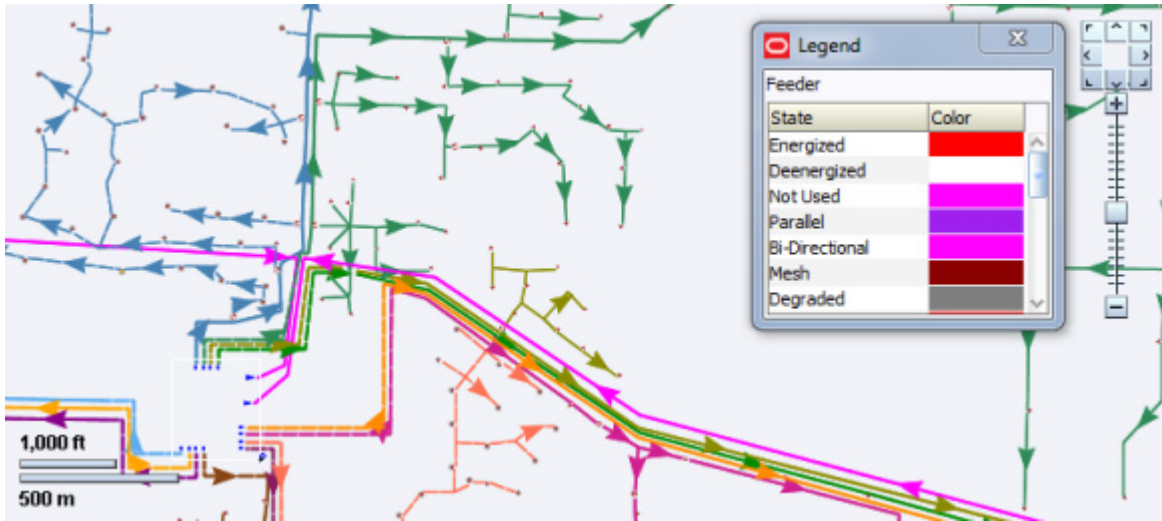 Legend
Feeder
State Color
Energized
Deenergized
Not Used
Parallel
Bi-Directional
Mesh
Degraded
1,000 ft
500 m